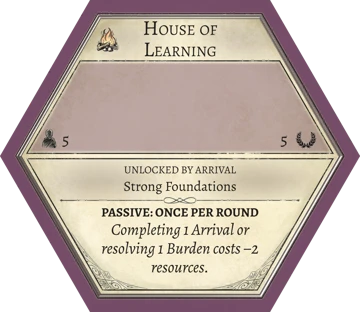 House of
Learning
5
5
UNLOCKED BY ARRIVAL
Strong Foundations
PASSIVE: ONCE PER ROUND
Completing 1 Arrival or
resolving 1 Burden costs –2
resources.